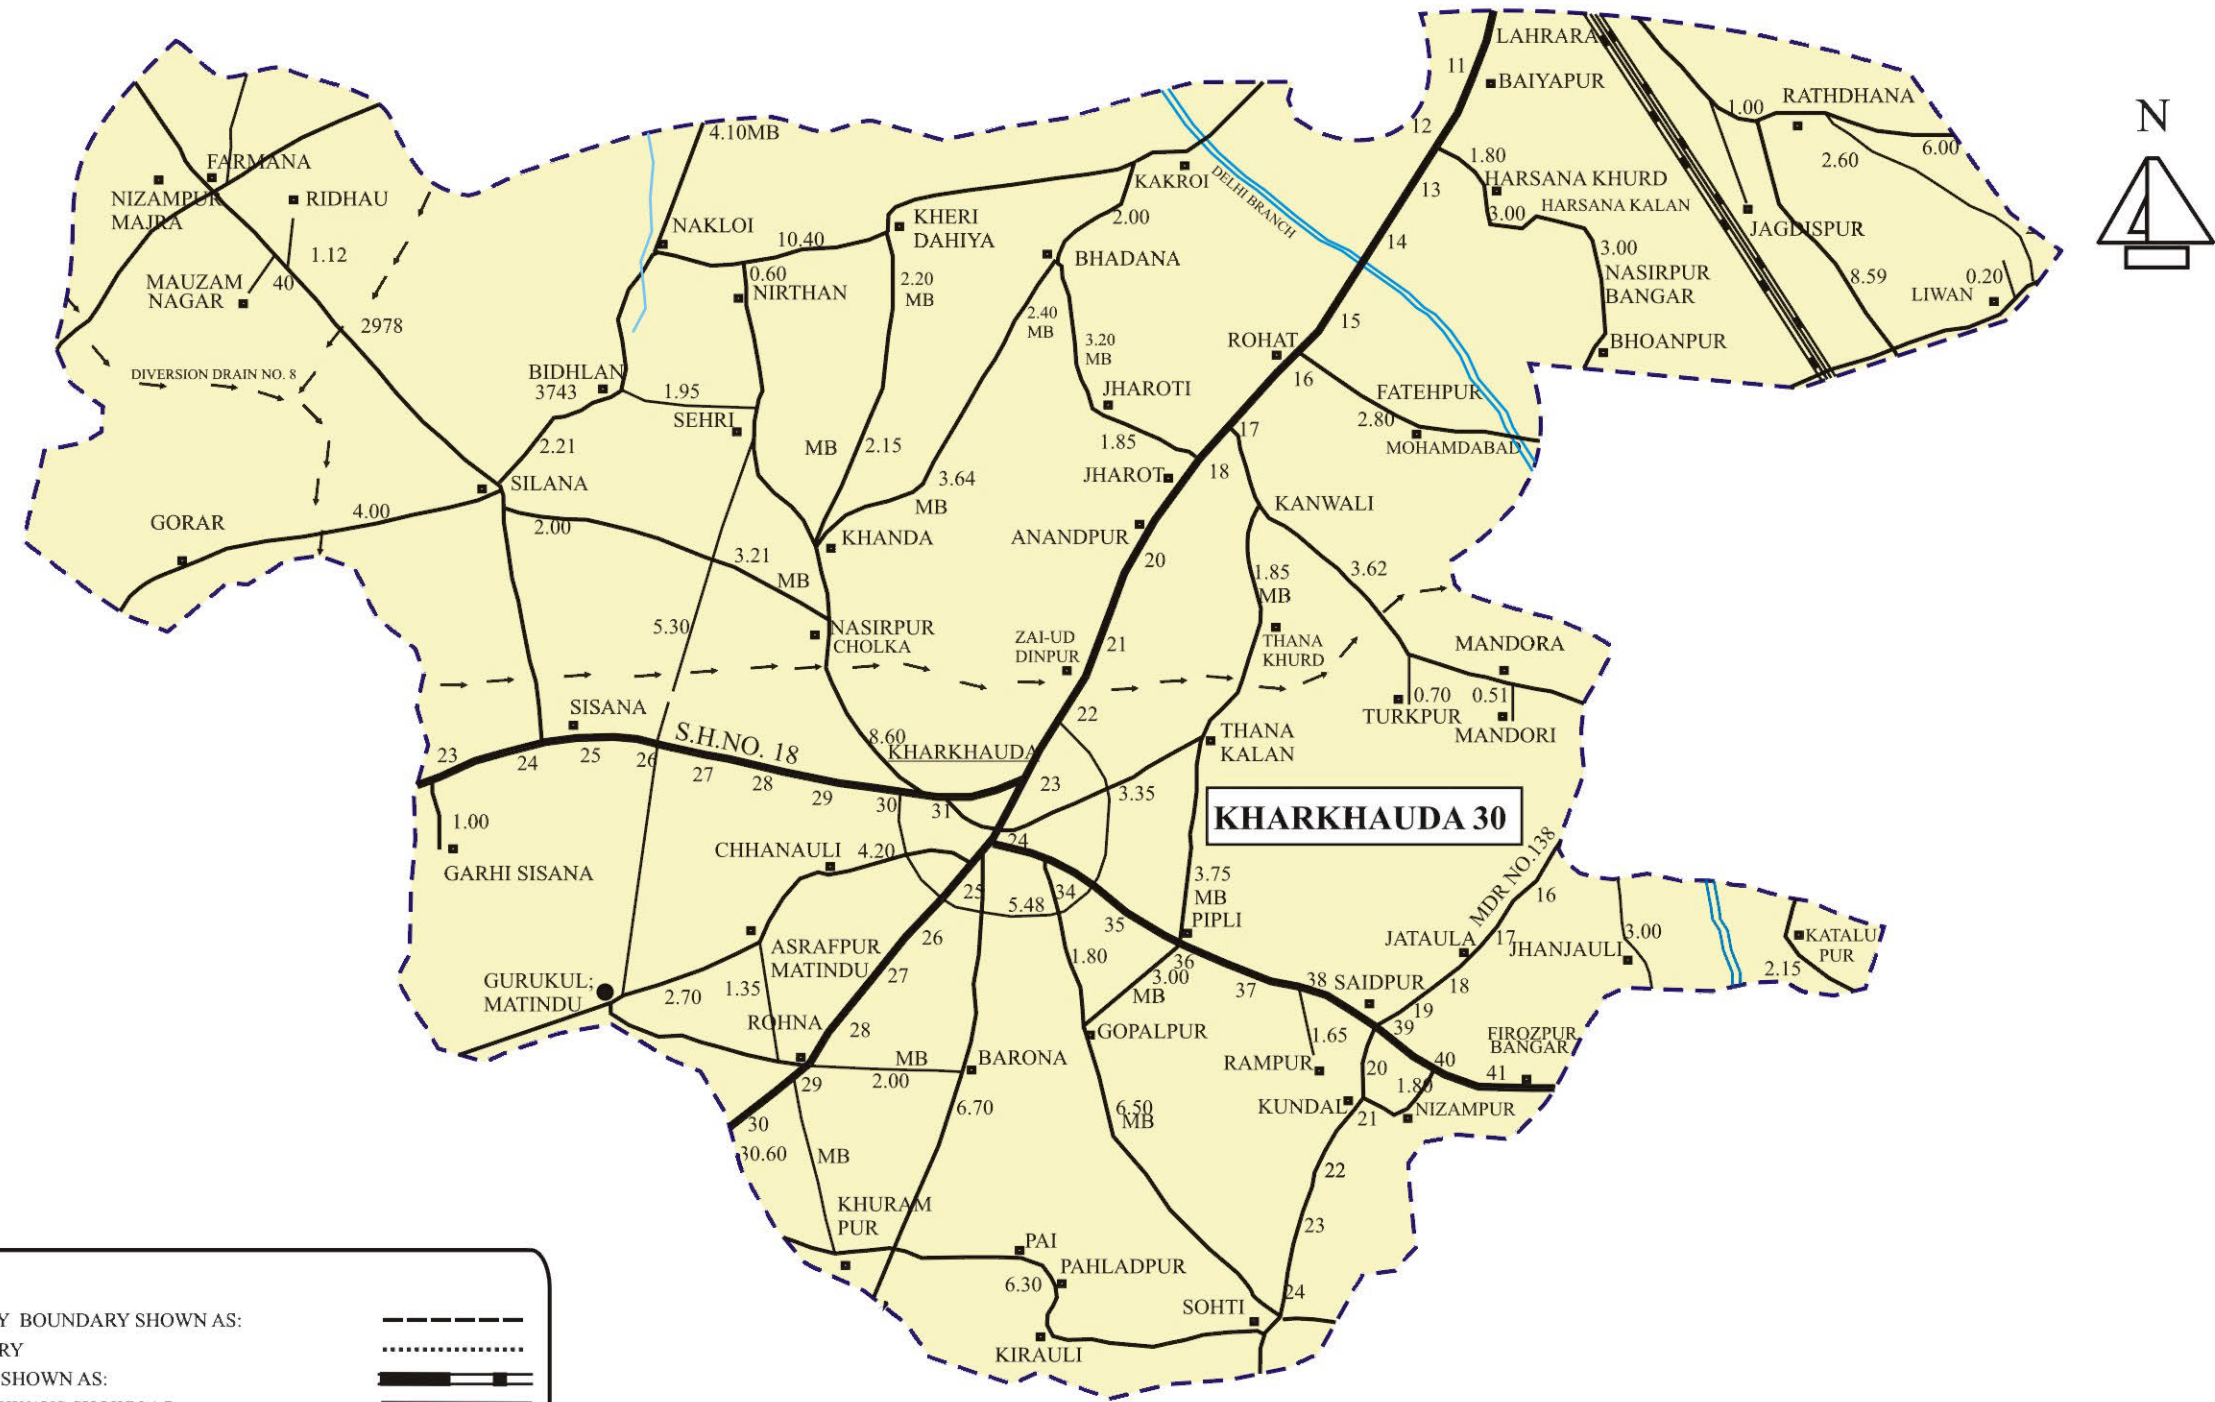 LAHRARA
11
BAIYAPUR
RATHDHANA
1.00
N
12
4.10MB
6.00
2.60
1.80
FARMANA
HARSANA KHURD
KAKROI
DELHI BRANCH
13
NIZAMPUR
MAJRA
RIDHAU
3.00
HARSANA KALAN
2.00
KHERI
DAHIYA
NAKLOI
10.40
14
JAGDISPUR
3.00
1.12
BHADANA
NASIRPUR
BANGAR
8.59
0.20
MAUZAM
NAGAR
40
0.60
NIRTHAN
2.20
MB
LIWAN
2978
2.40
MB
15
3.20
MB
ROHAT
BHOANPUR
DIVERSION DRAIN NO. 8
BIDHLAN
3743
1.95
JHAROTI
16
FATEHPUR
2.80
SEHRI
17
2.21
MB
2.15
1.85
MOHAMDABAD
SILANA
3.64
JHAROT
18
4.00
MB
KANWALI
GORAR
2.00
KHANDA
ANANDPUR
3.21
MB
20
1.85
MB
3.62
5.30
NASIRPUR
CHOLKA
ZAI-UD
DINPUR
21
THANA
KHURD
MANDORA
0.70
0.51
SISANA
22
TURKPUR
MANDORI
S.H.NO. 18
8.60
KHARKHAUDA
THANA
KALAN
23
24
25
26
27
28
29
30
31
23
3.35
KHARKHAUDA 30
1.00
24
CHHANAULI
4.20
GARHI SISANA
MDR NO.138
3.75
MB
PIPLI
25
5.48
34
16
35
26
ASRAFPUR
MATINDU
JATAULA
17
JHANJAULI
3.00
KATALU
PUR
27
1.80
36
3.00
MB
2.15
GURUKUL;
MATINDU
2.70
1.35
37
38
SAIDPUR
18
19
ROHNA
28
GOPALPUR
1.65
39
FIROZPUR
BANGAR
MB
2.00
BARONA
RAMPUR
20
40
41
1.80
29
6.70
6.50
MB
KUNDAL
21
NIZAMPUR
30
30.60
MB
22
KHURAM
PUR
23
PAI
6.30
PAHLADPUR
24
SOHTI
KIRAULI
Y BOUNDARY SHOWN AS:
RY
SHOWN AS: